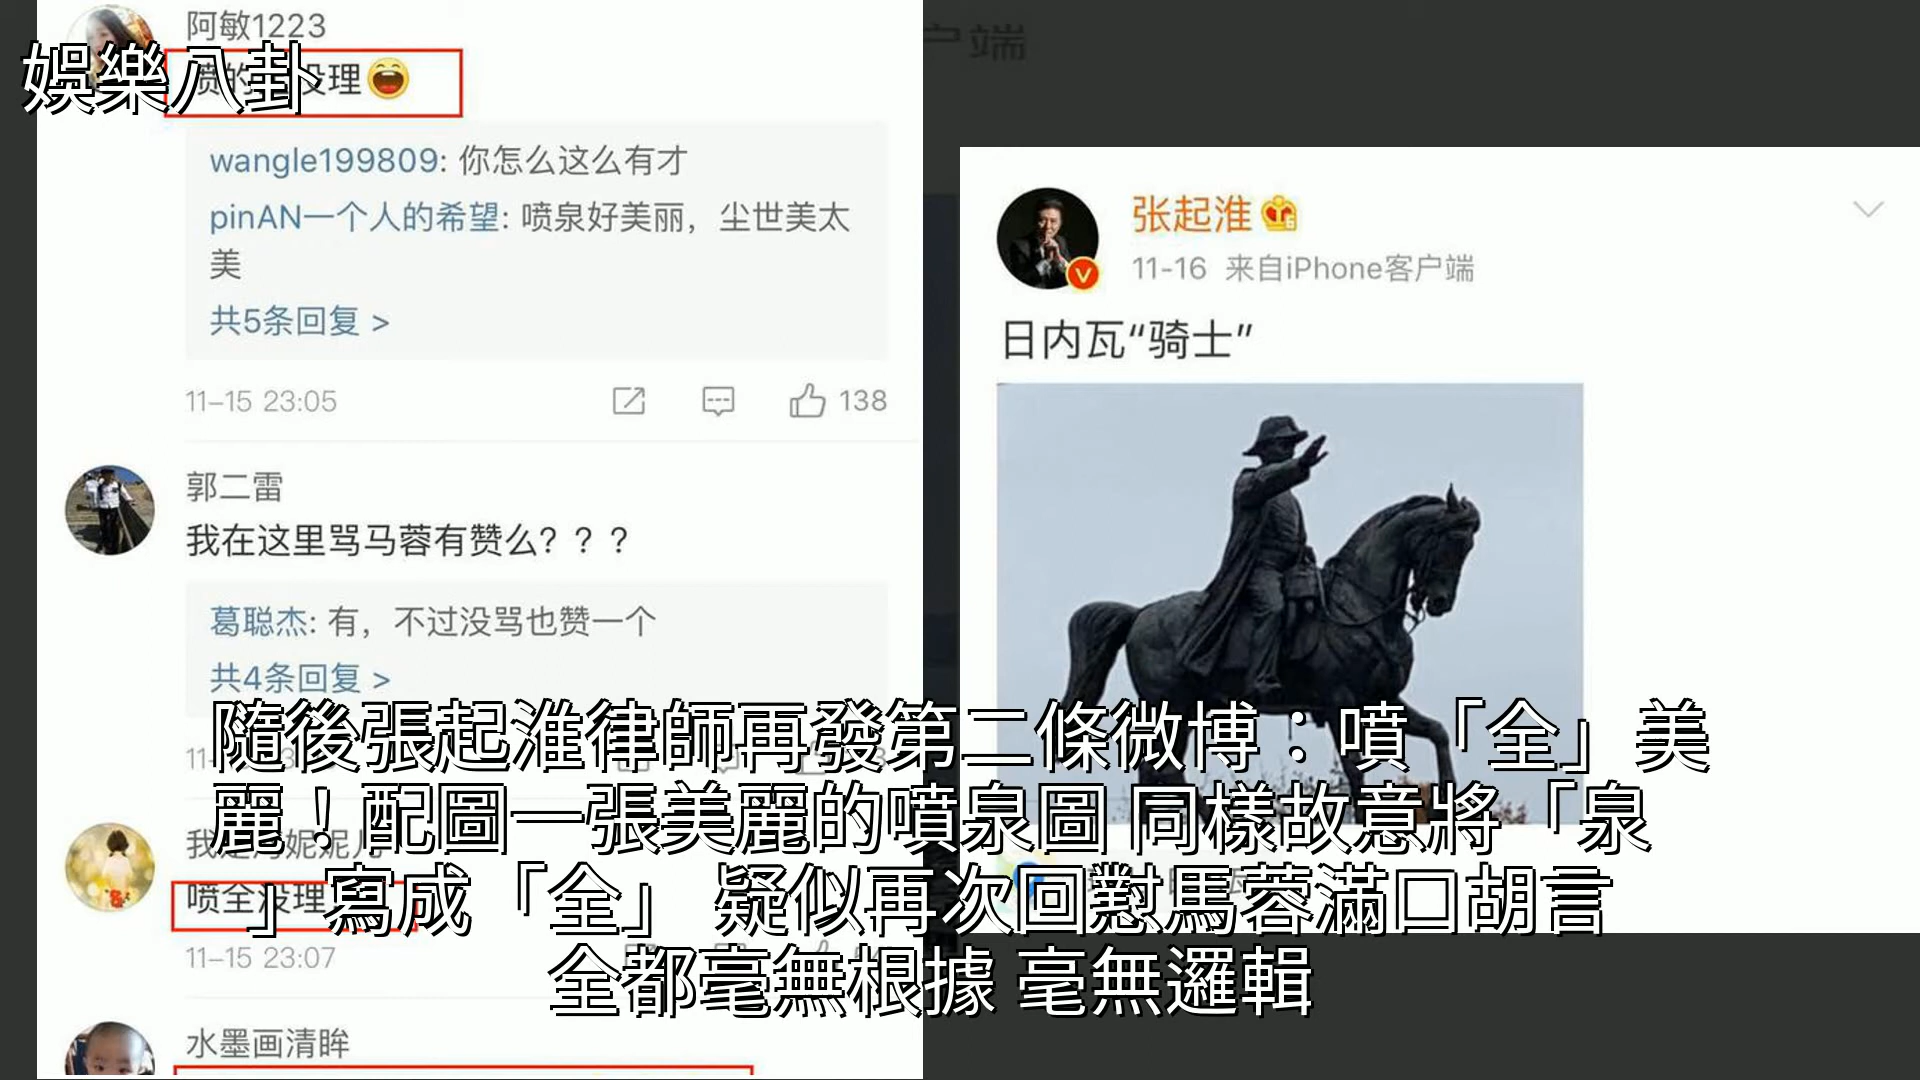 娛樂八卦
阿敏1223
wangle199809: 你怎么这么有才
pinAN一个人的希望: 喷泉好美丽，尘世美太
美
共5条回复 >
11-15 23:05
138
郭二雷
我在这里骂马蓉有赞么？？？
葛聪杰: 有，不过没骂也赞一个
共4条回复 >
喷全没理
11-15 23:07
水墨画清眸
户端
张起淮
11-16 来自iPhone客户端
日内瓦“骑士”
隨後張起淮律師再發第二條微博：噴「全」美
麗！配圖一張美麗的噴泉圖 同樣故意將「泉
」寫成「全」 疑似再次回懟馬蓉滿口胡言
全都毫無根據 毫無邏輯